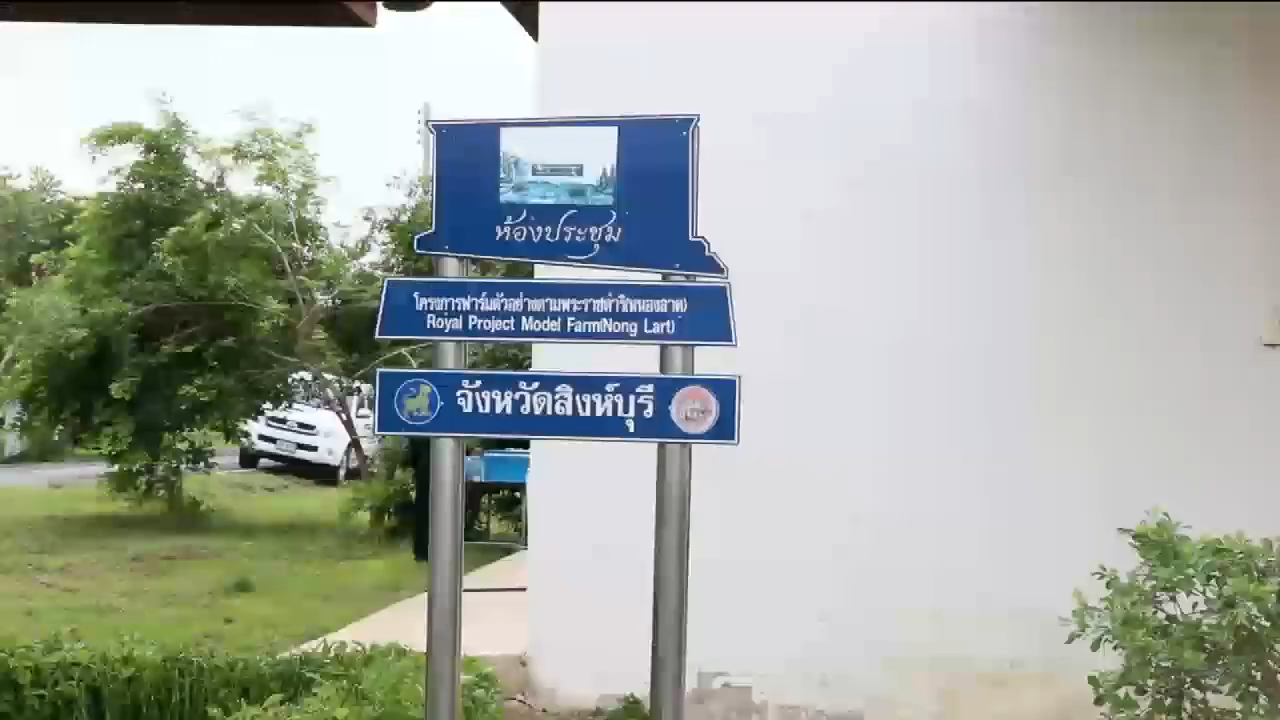 ห้องประชุม
โครงการฟาร์มตัวอย่างตามพระราชดำริ(หนองลาด)
Royal Project Model Farm(Nong Lart)
จังหวัดสิงห์บุรี